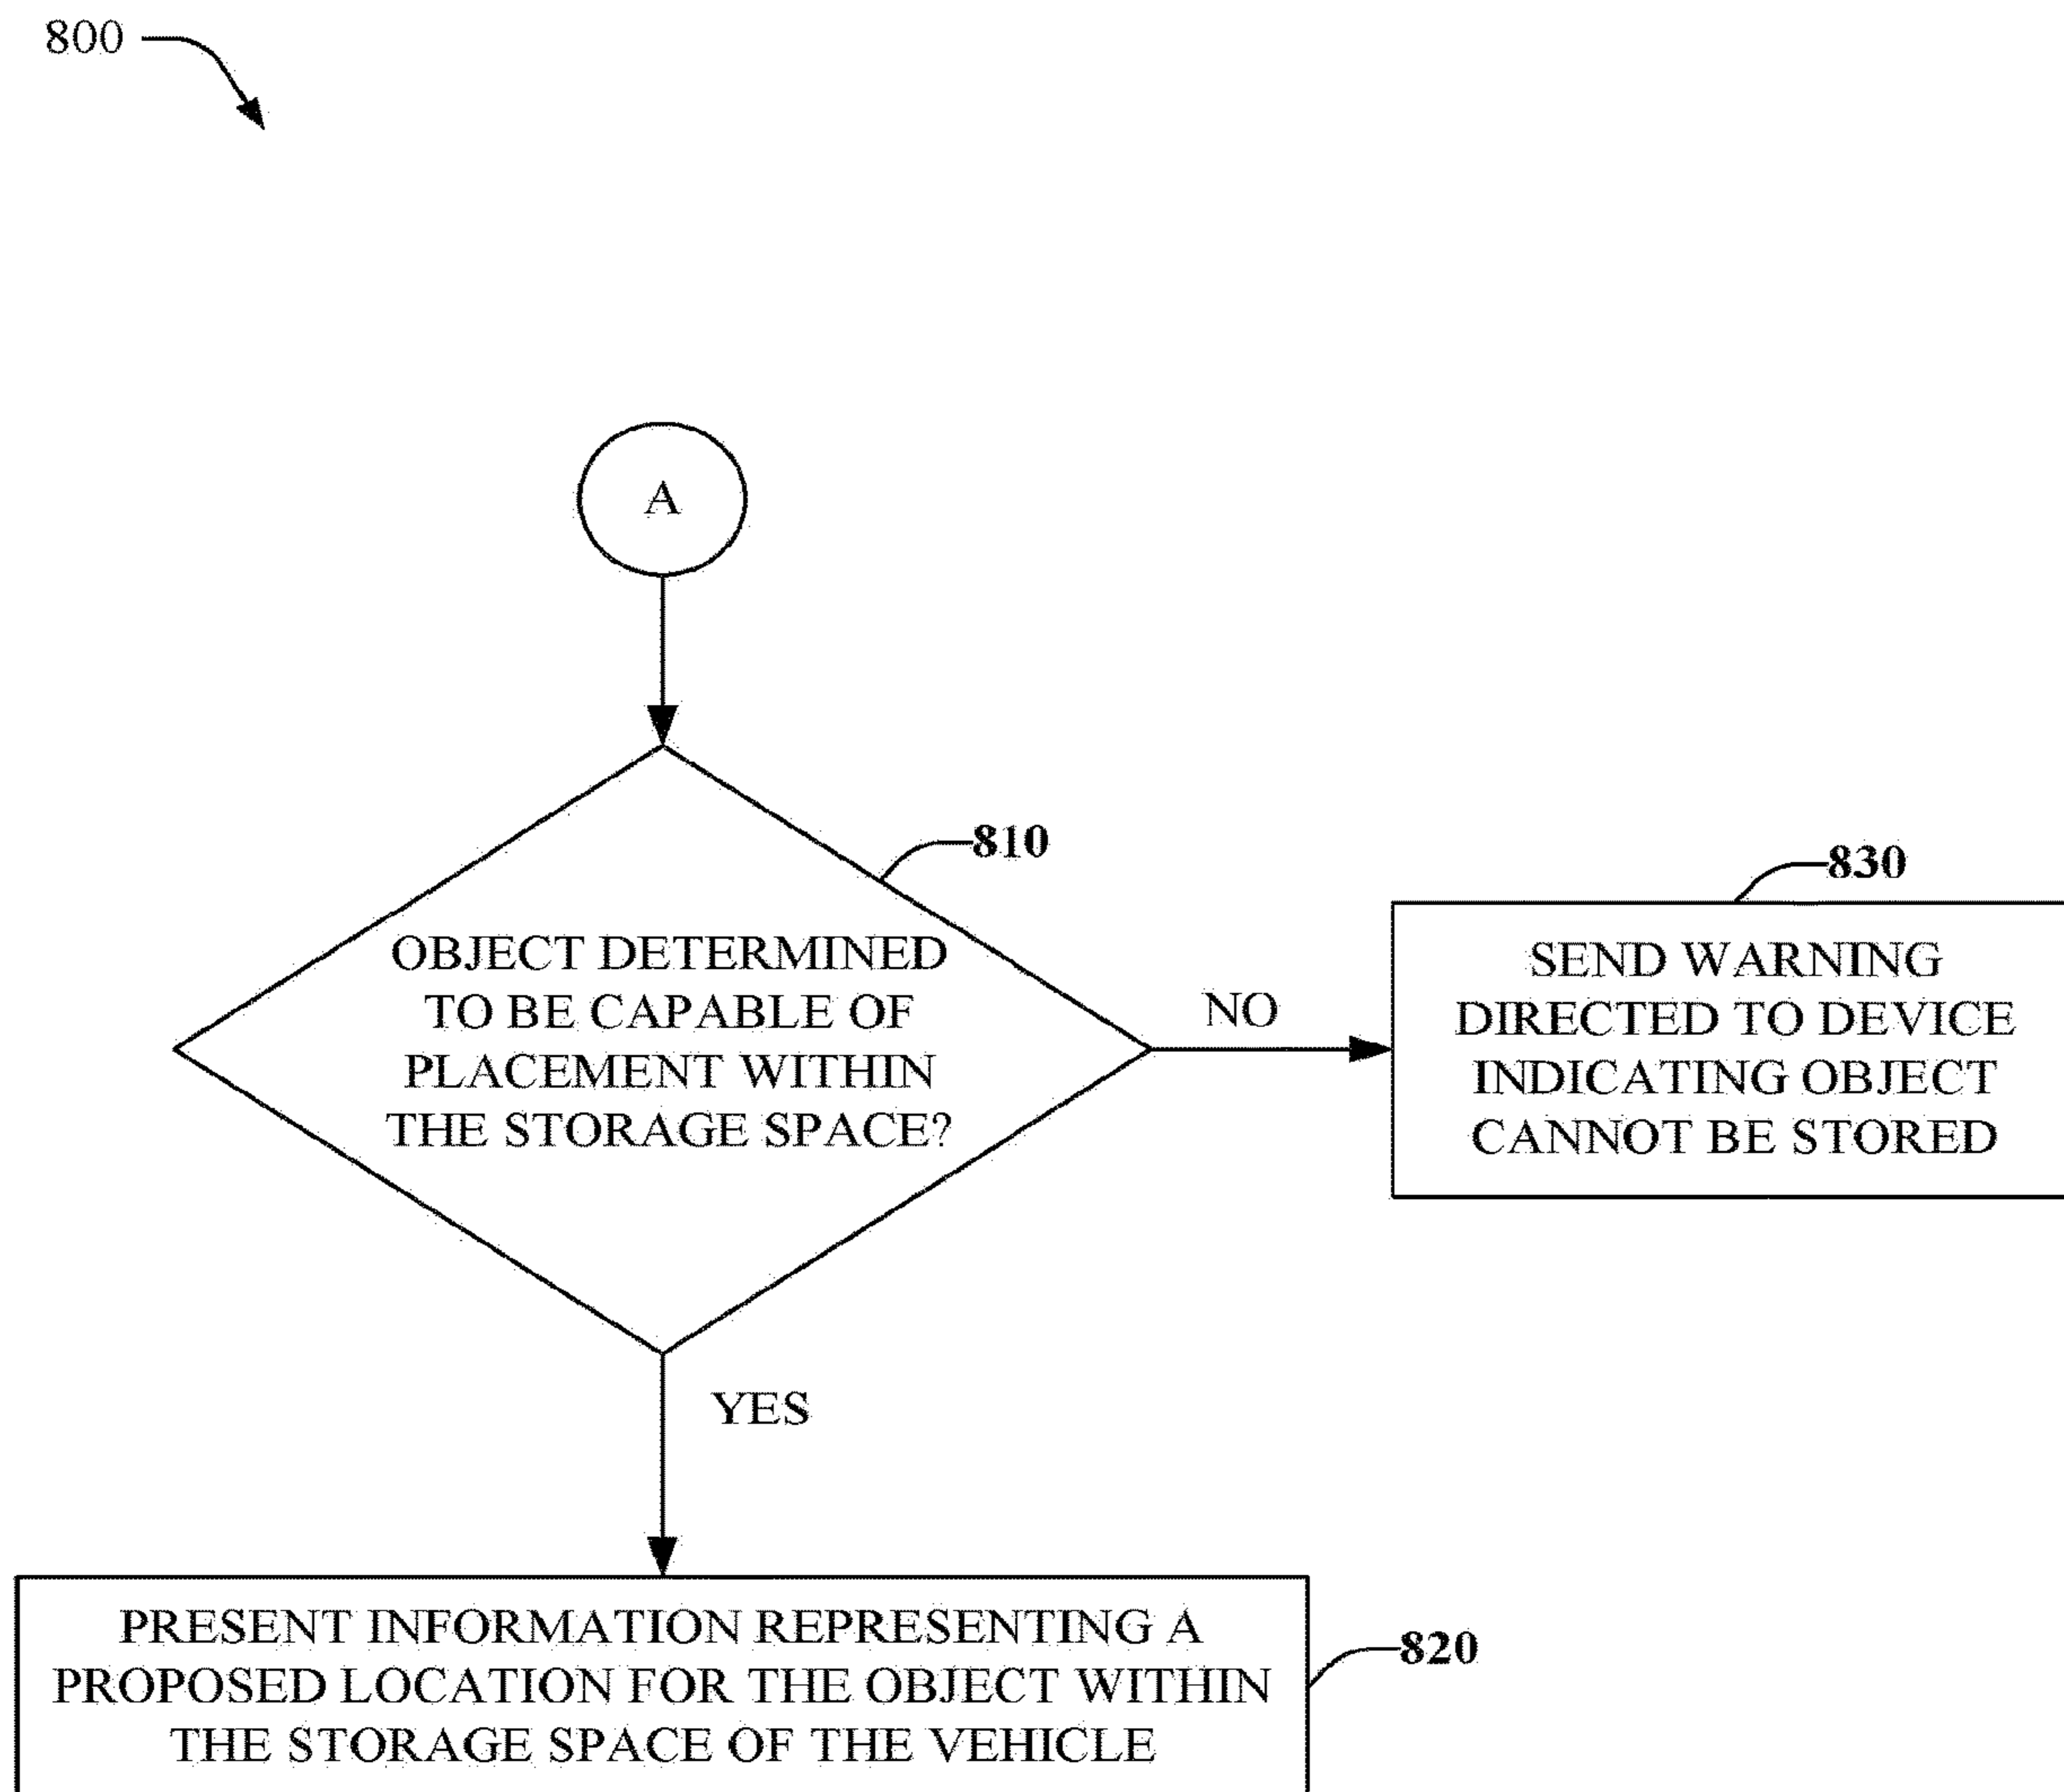 800
A
810
OBJECT DETERMINED
TO BE CAPABLE OF
PLACEMENT WITHIN
THE STORAGE SPACE?
NO
830
SEND WARNING
DIRECTED TO DEVICE
INDICATING OBJECT
CANNOT BE STORED
YES
PRESENT INFORMATION REPRESENTING A
PROPOSED LOCATION FOR THE OBJECT WITHIN
THE STORAGE SPACE OF THE VEHICLE
820